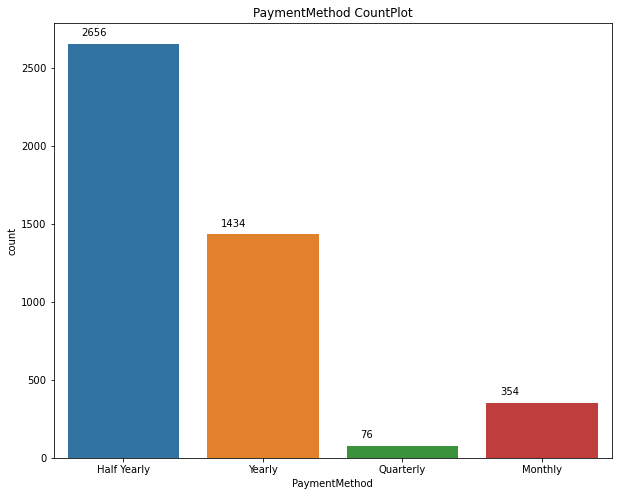 PaymentMethod CountPlot
2656
1434
76
354
2500
2000
1500
1000
500
0
count
Half Yearly
Yearly
Quarterly
Monthly
PaymentMethod